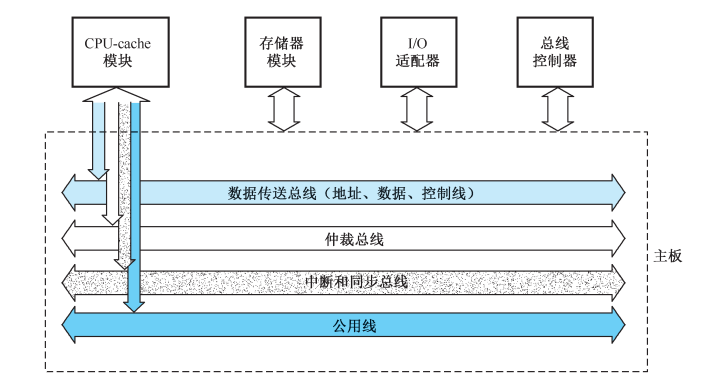 CPU-cache
模块
存储器
模块
I/O
适配器
总线
控制器
数据传送总线（地址、数据、控制线）
仲裁总线
主板
中断和同步总线
公用线